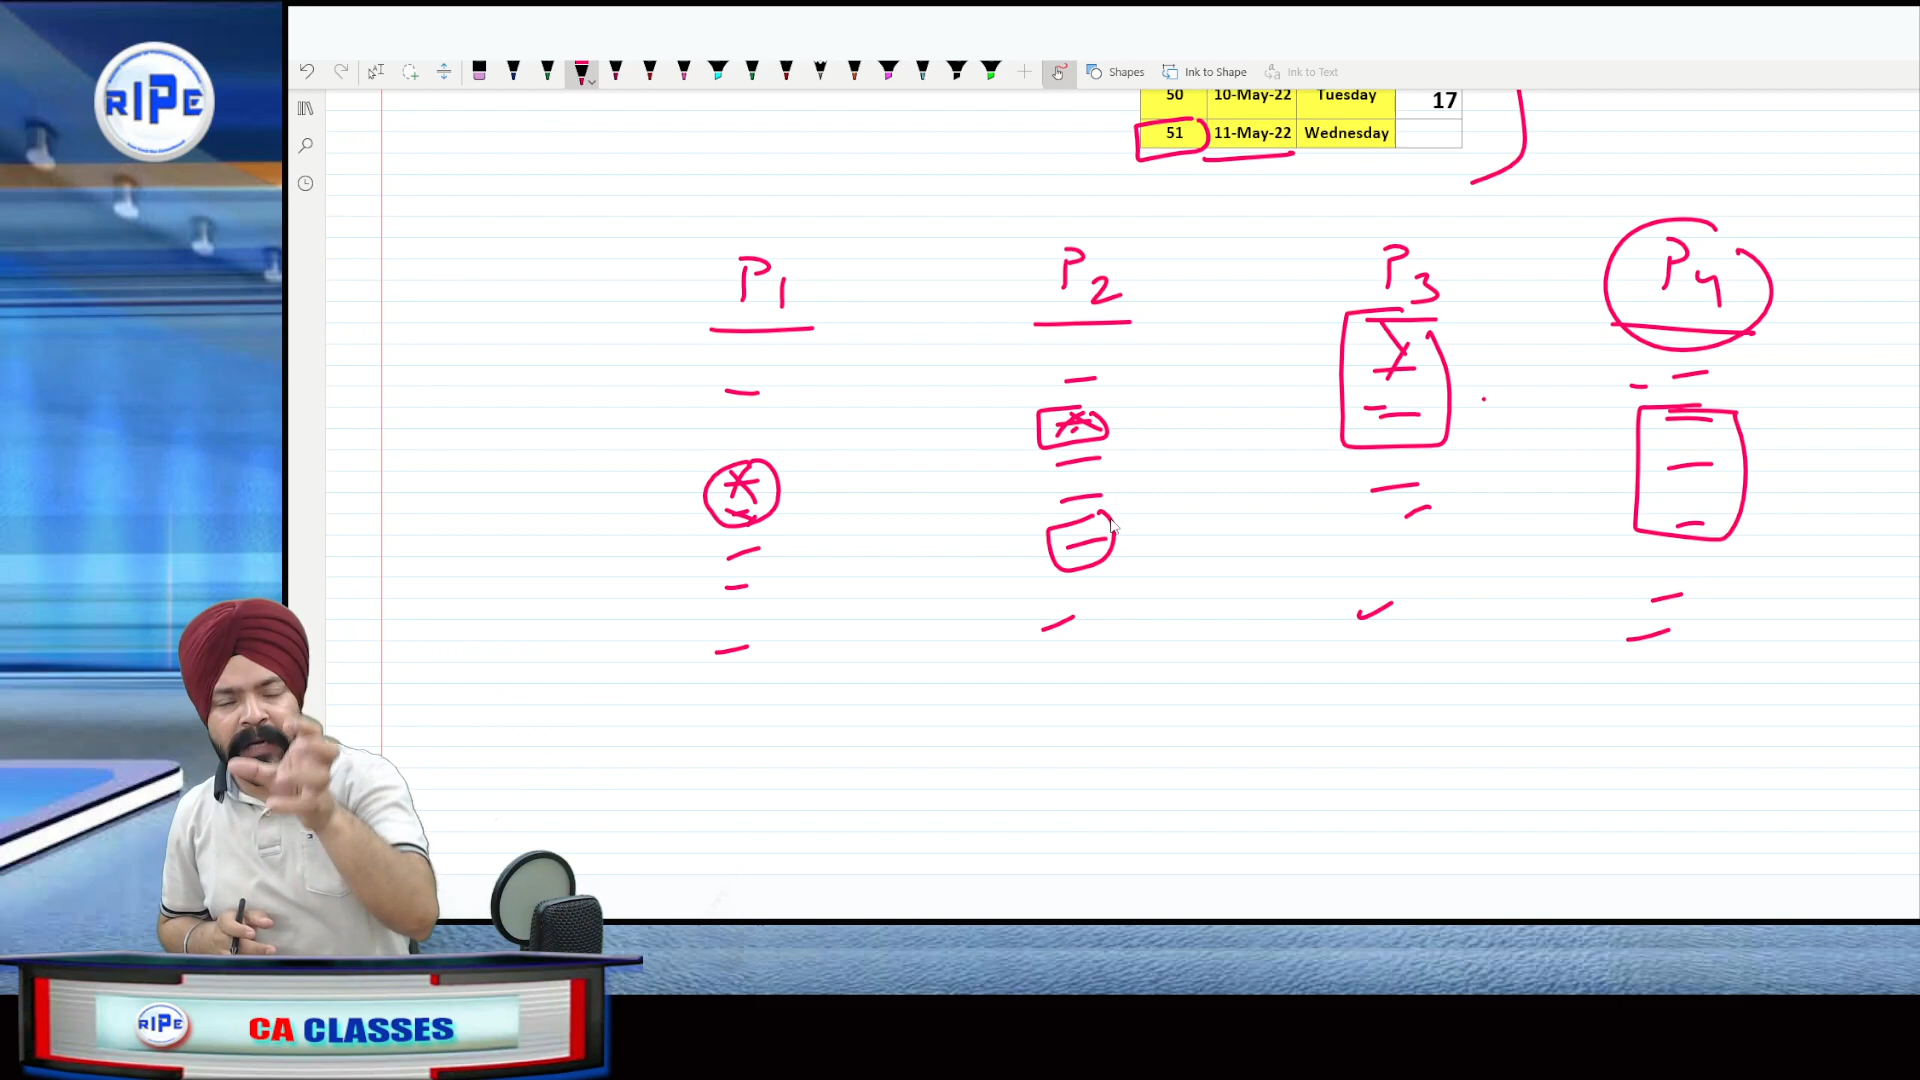 RIPE
Shapes
Ink to Shape
Ink to Text
50 10-May-22 Tuesday 17
51 11-May-22 Wednesday
P1 P2 P3 P4
RIPE CA CLASSES